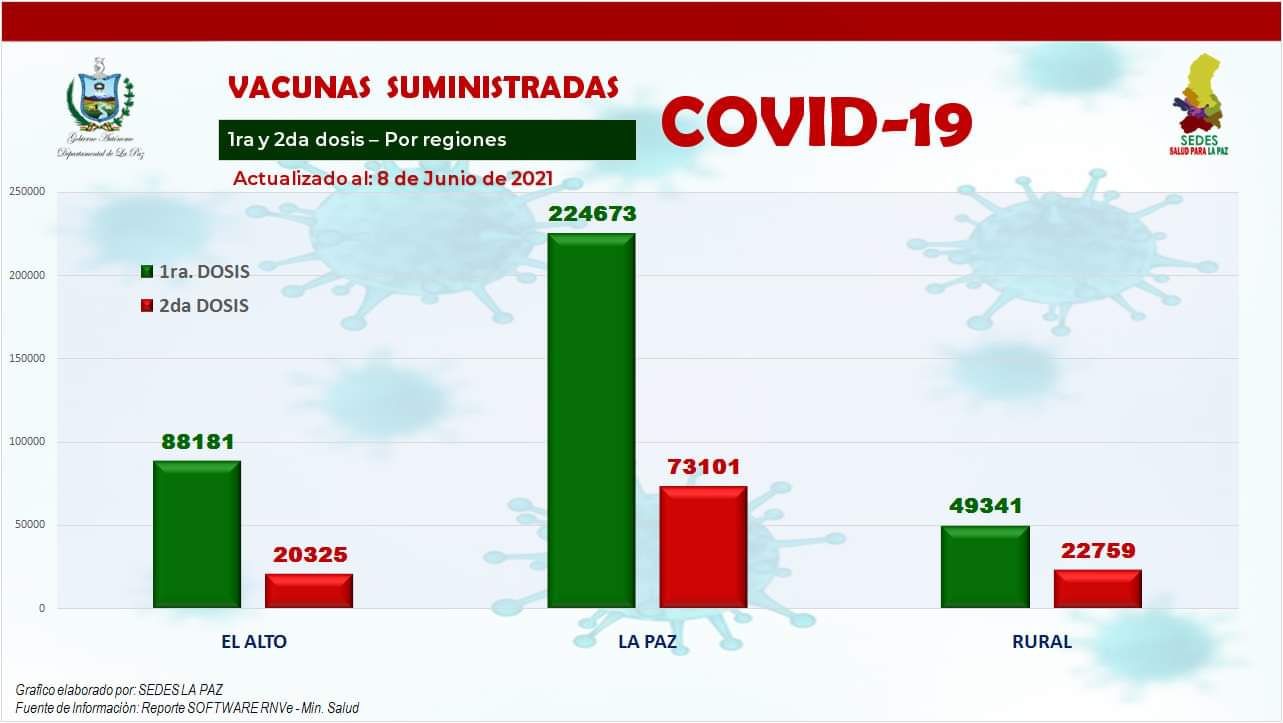 Gobierno Autónomo
Departamental de La Paz
VACUNAS SUMINISTRADAS
1ra y 2da dosis – Por regiones
Actualizado al: 8 de Junio de 2021
COVID-19
SEDES
SALUD PARA LA PAZ
250000
200000
150000
100000
50000
0
1ra. DOSIS
2da DOSIS
88181
20325
224673
73101
49341
22759
EL ALTO
LA PAZ
RURAL
Grafico elaborado por: SEDES LA PAZ
Fuente de Informaciòn: Reporte SOFTWARE RNVe - Min. Salud